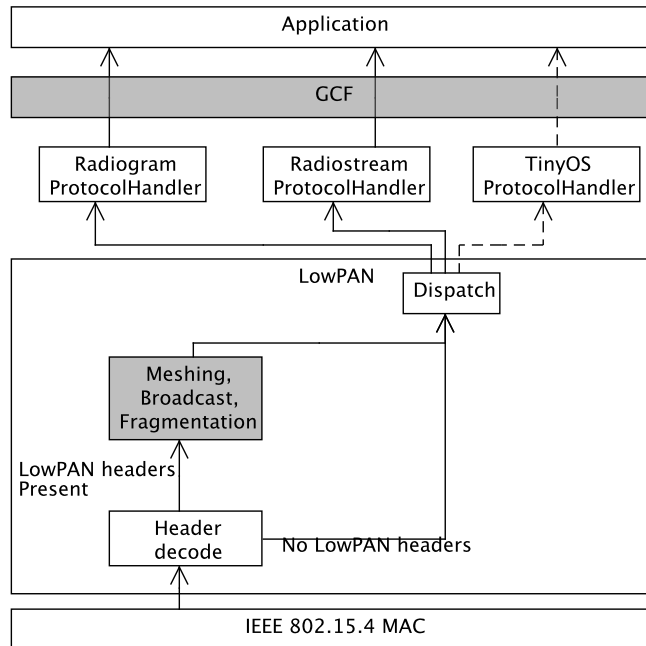 Application
GCF
Radiogram
ProtocolHandler
Radiostream
ProtocolHandler
TinyOS
ProtocolHandler
LowPAN
Dispatch
Meshing,
Broadcast,
Fragmentation
LowPAN headers
Present
Header
decode
No LowPAN headers
IEEE 802.15.4 MAC